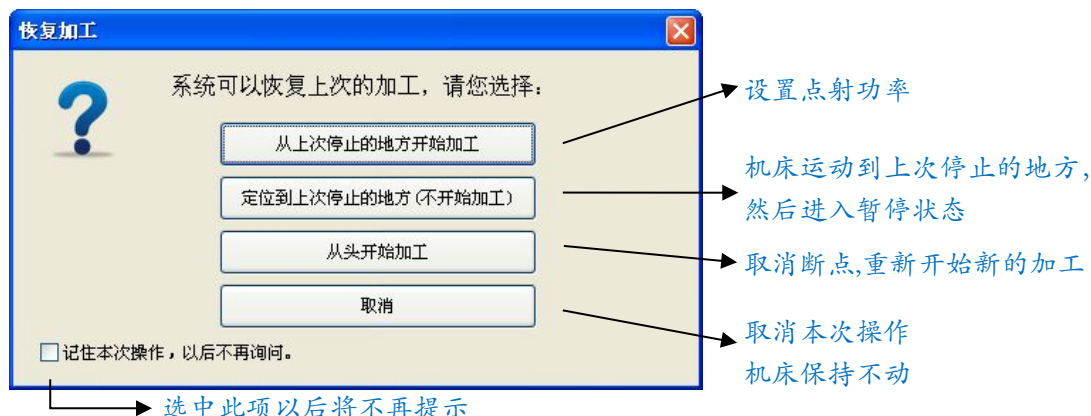 恢复加工
系统可以恢复上次的加工，请您选择：
从上次停止的地方开始加工
设置点射功率
定位到上次停止的地方(不开始加工)
机床运动到上次停止的地方,
然后进入暂停状态
从头开始加工
取消断点,重新开始新的加工
取消
取消本次操作
机床保持不动
记住本次操作，以后不再询问。
选中此项以后将不再提示